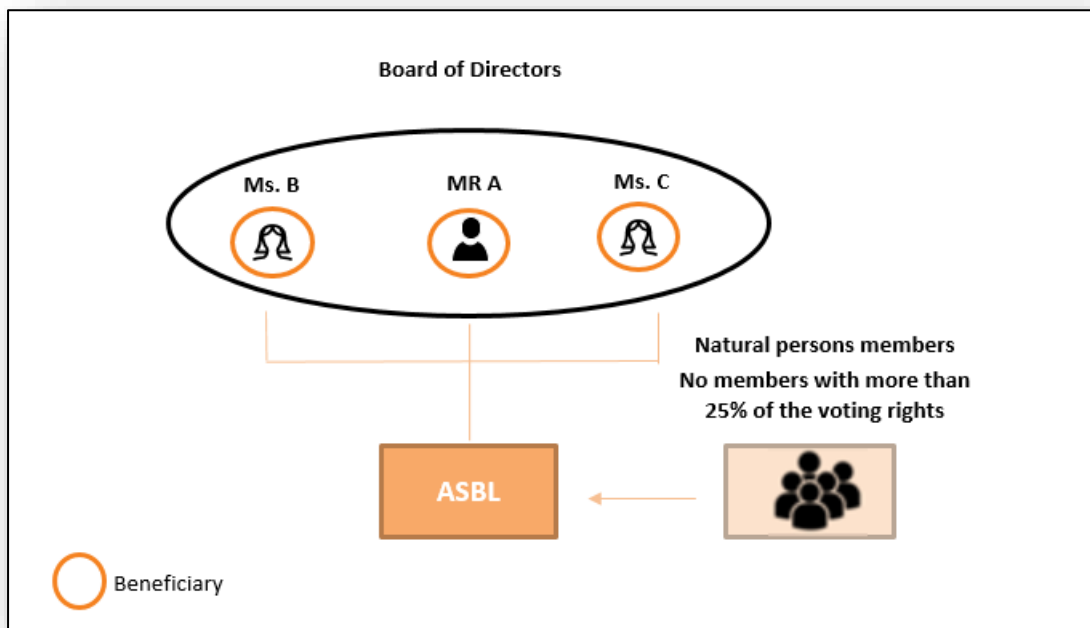 Board of Directors
Ms. B
MR A
Ms. C
Natural persons members
No members with more than
25% of the voting rights
ASBL
Beneficiary